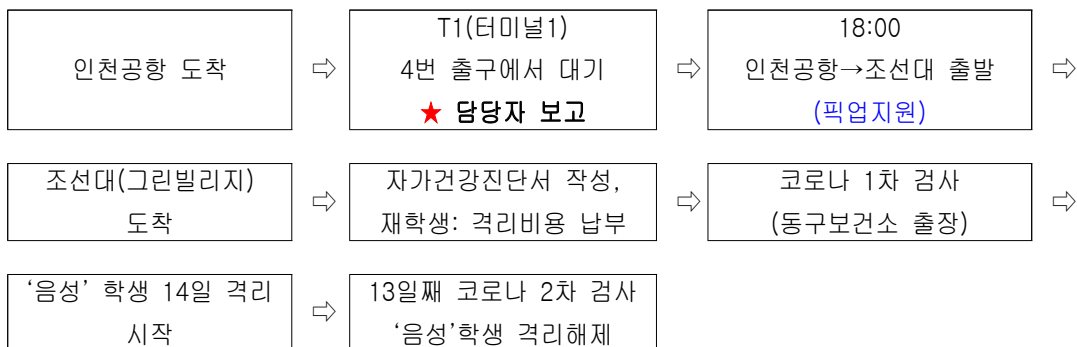 인천공항 도착
⇨
T1(터미널1)
4번 출구에서 대기
★ 담당자 보고
⇨
18:00
인천공항→조선대 출발
(픽업지원)
⇨
조선대(그린빌리지)
도착
⇨
자가건강진단서 작성,
재학생: 격리비용 납부
⇨
코로나 1차 검사
(동구보건소 출장)
⇨
‘음성’ 학생 14일 격리
시작
⇨
13일째 코로나 2차 검사
‘음성’학생 격리해제